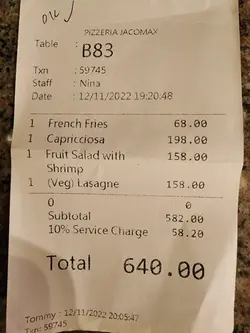 PIZZERIA JACOMAX
Table : B83
Txn : 59745
Staff : Nina
Date : 12/11/2022 19:20:48
1 French Fries 68.00
1 Capricciosa 198.00
1 Fruit Salad with 158.00
Shrimp
1 (Veg) Lasagne 158.00
0 0
Subtotal 582.00
10% Service Charge 58.20
Total 640.00
Tommy : 12/11/2022 20:05:47
Txn: 59745